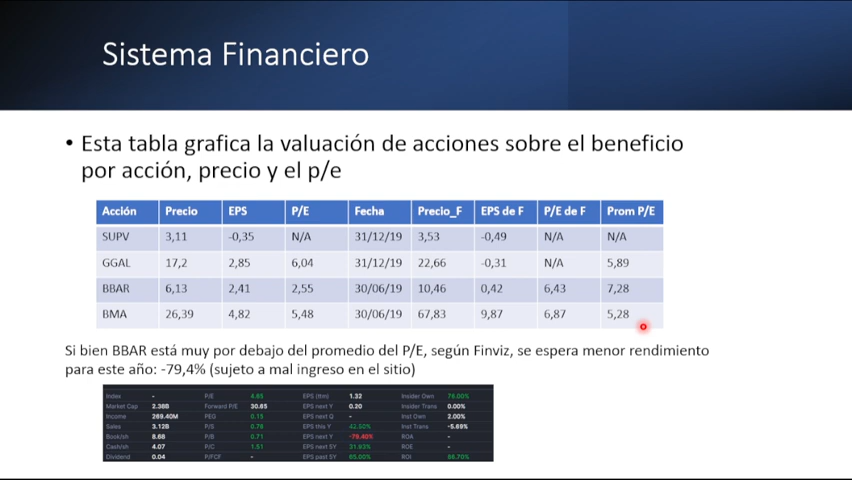 Sistema Financiero
• Esta tabla grafica la valuación de acciones sobre el beneficio
por acción, precio y el p/e
Acción Precio EPS P/E Fecha Precio_F EPS de F P/E de F Prom P/E
SUPV 3,11 -0,35 N/A 31/12/19 3,53 -0,49 N/A N/A
GGAL 17,2 2,85 6,04 31/12/19 22,66 -0,31 N/A 5,89
BBAR 6,13 2,41 2,55 30/06/19 10,46 0,42 6,43 7,28
BMA 26,39 4,82 5,48 30/06/19 67,83 9,87 6,87 5,28
Si bien BBAR está muy por debajo del promedio del P/E, según Finviz, se espera menor rendimiento
para este año: -79,4% (sujeto a mal ingreso en el sitio)
Index - P/E 4.65 EPS (ttm) 1.32 Insider Own 76.00%
Market Cap 2.38B Forward P/E 30.65 EPS next Y 0.20 Insider Trans 0.00%
Income 269.40M PEG 0.15 EPS next Q - Inst Own 2.00%
Sales 3.12B P/S 0.76 EPS this Y 42.50% Inst Trans -5.69%
Book/sh 8.68 P/B 0.71 EPS next Y -79.40% ROA -
Cash/sh 4.07 P/C 1.51 EPS next 5Y 31.93% ROE -
Dividend 0.04 P/FCF - EPS past 5Y 65.00% ROI 86.70%